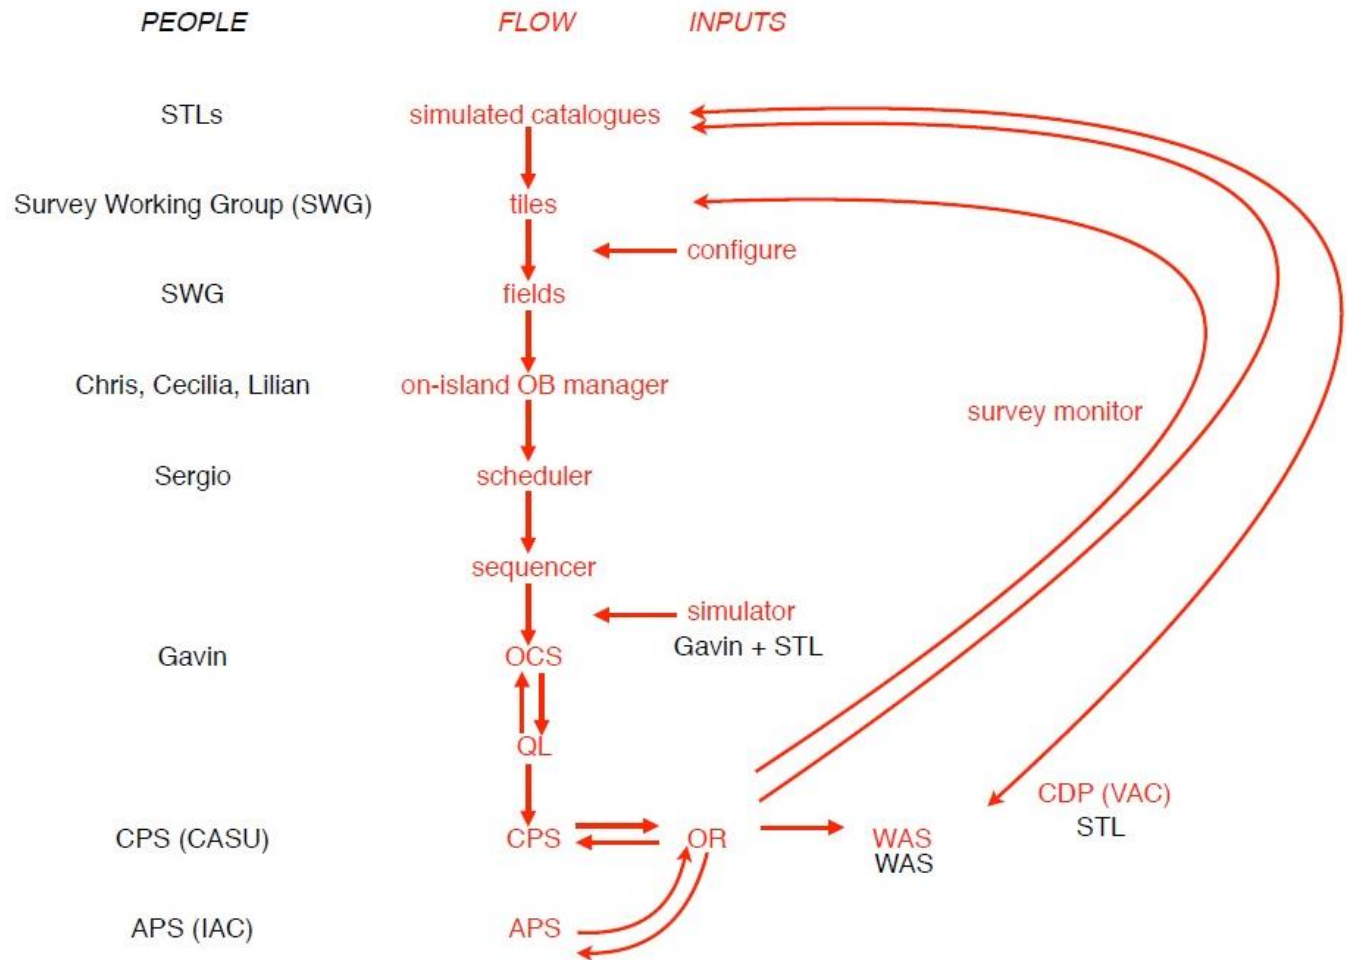 PEOPLE FLOW INPUTS
STLs simulated catalogues
Survey Working Group (SWG) tiles
configure
SWG fields
Chris, Cecilia, Lilian on-island OB manager
survey monitor
Sergio scheduler
sequencer
simulator
Gavin + STL
Gavin OCS
QL
CDP (VAC)
STL
CPS (CASU) CPS OR WAS
WAS
APS (IAC) APS